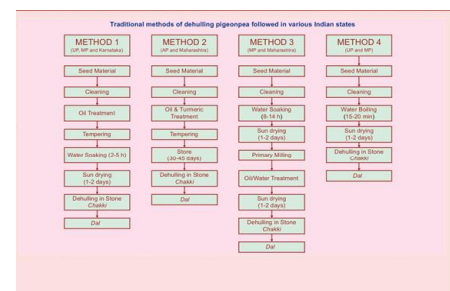 Traditional methods of dehulling pigeonpea followed in various Indian states
METHOD 1
(UP, MP and Karnataka)
Seed Material
Cleaning
Oil Treatment
Tempering
Water Soaking (2-5 h)
Sun drying
(1-2 days)
Dehulling in Stone
Chakki
Dal
METHOD 2
(AP and Maharashtra)
Seed Material
Cleaning
Oil & Turmeric
Treatment
Tempering
Store
(30-45 days)
Dehulling in Stone
Chakki
Dal
METHOD 3
(MP and Maharashtra)
Seed Material
Cleaning
Water Soaking
(8-14 h)
Sun drying
(1-2 days)
Primary Milling
Oil/Water Treatment
Sun drying
(1-2 days)
Dehulling in Stone
Chakki
Dal
METHOD 4
(UP and MP)
Seed Material
Cleaning
Water Boiling
(15-20 min)
Sun drying
(1-2 days)
Dehulling in Stone
Chakki
Dal